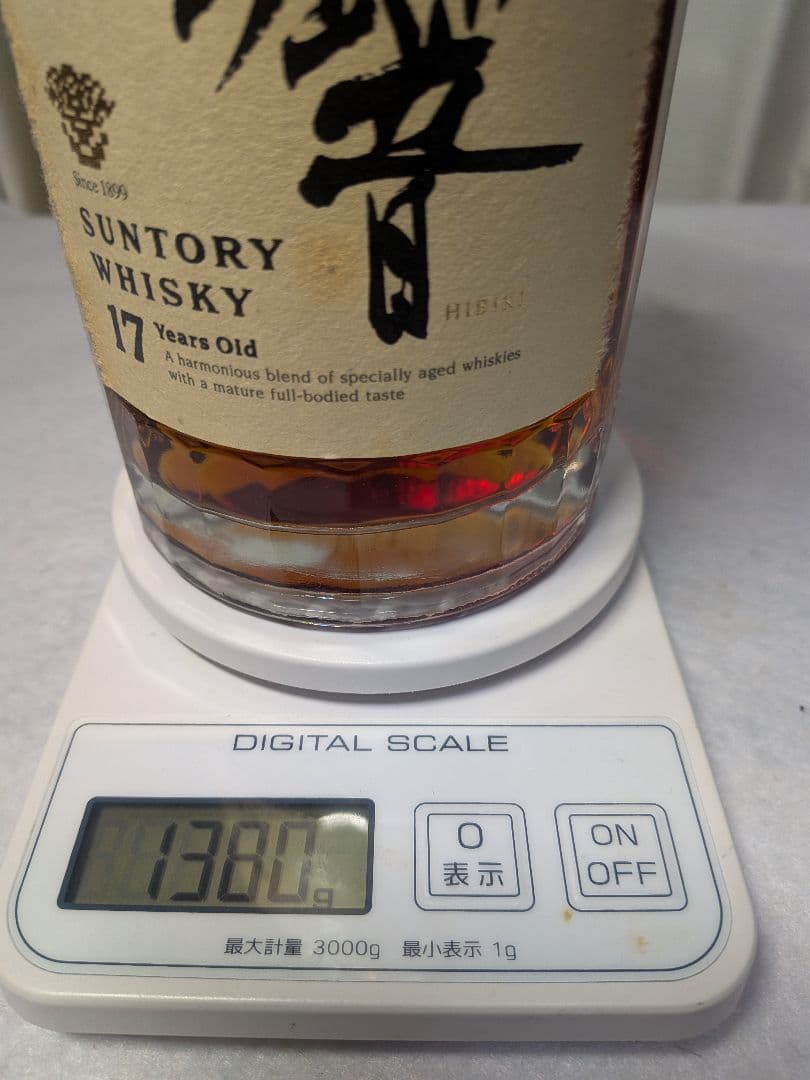 響
Since 1899
SUNTORY
WHISKY
17 Years Old
HIBIKI
A harmonious blend of specially aged whiskies
with a mature full-bodied taste
DIGITAL SCALE
1380g
0
表示
ON
OFF
最大計量 3000g 最小表示 1g